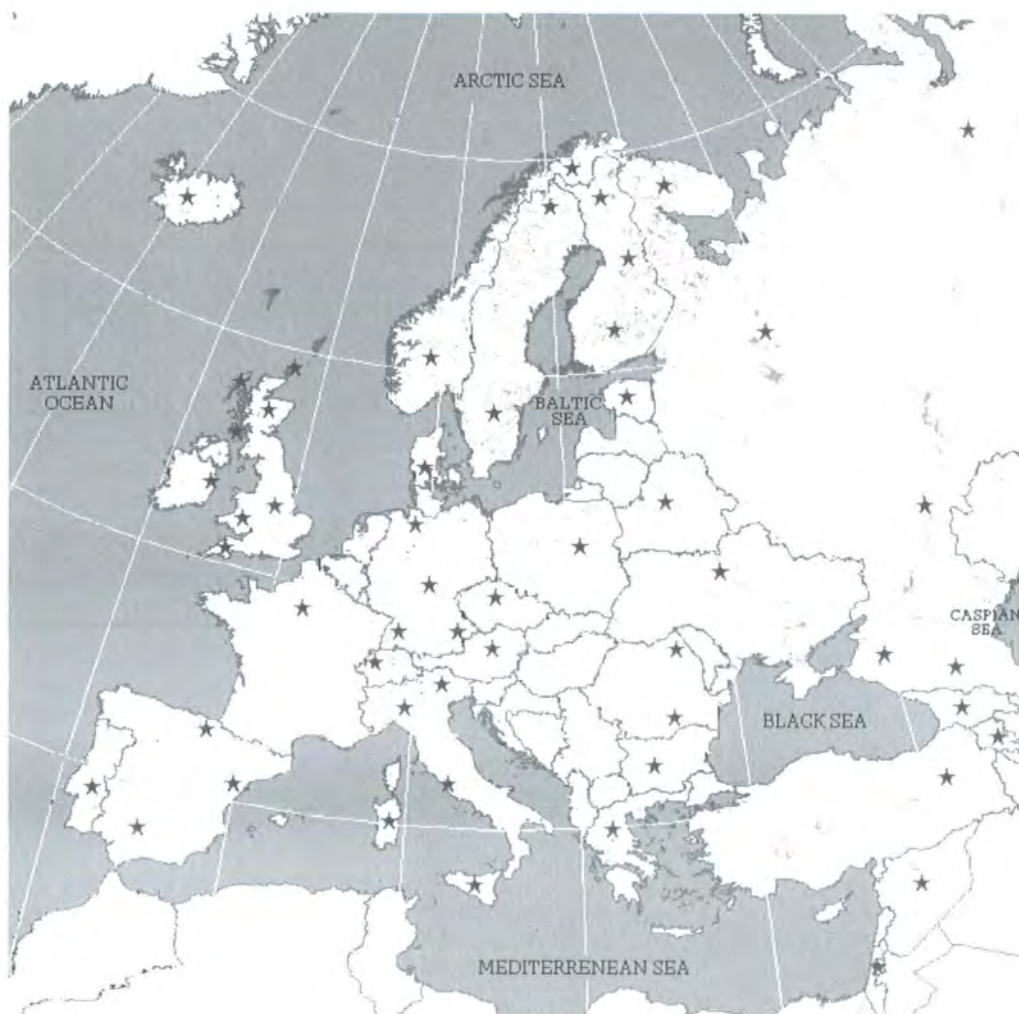 ARCTIC SEA
ATLANTIC
OCEAN
BALTIC
SEA
CASPIAN
SEA
BLACK SEA
MEDITERRENEAN SEA